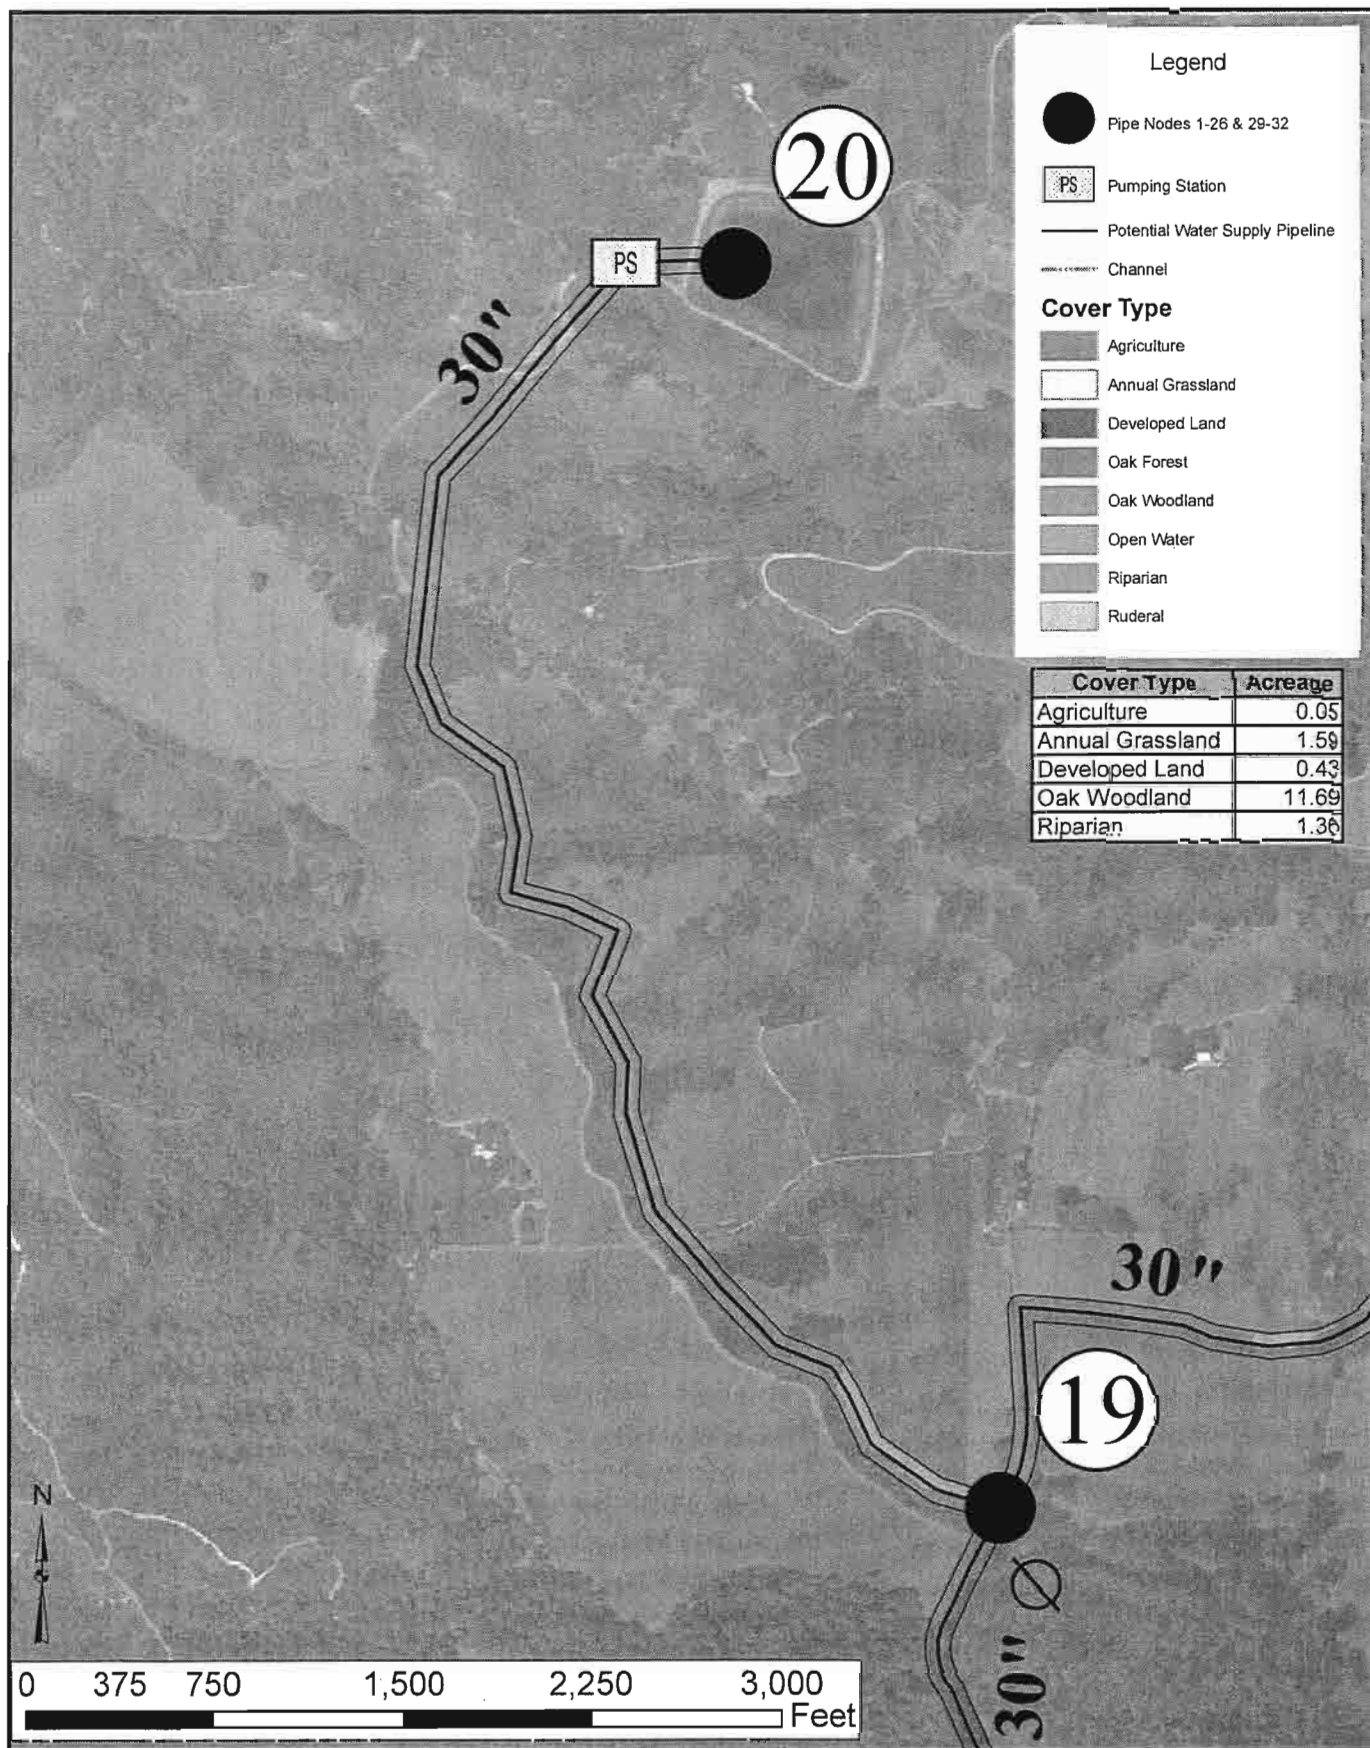 Legend
Pipe Nodes 1-26 & 29-32
PS Pumping Station
Potential Water Supply Pipeline
Channel
Cover Type
Agriculture
Annual Grassland
Developed Land
Oak Forest
Oak Woodland
Open Water
Riparian
Ruderal
Cover Type Acreage
Agriculture 0.05
Annual Grassland 1.59
Developed Land 0.43
Oak Woodland 11.69
Riparian 1.36
20
PS
30"
30"
19
30" Ø
N
0 375 750 1,500 2,250 3,000
Feet